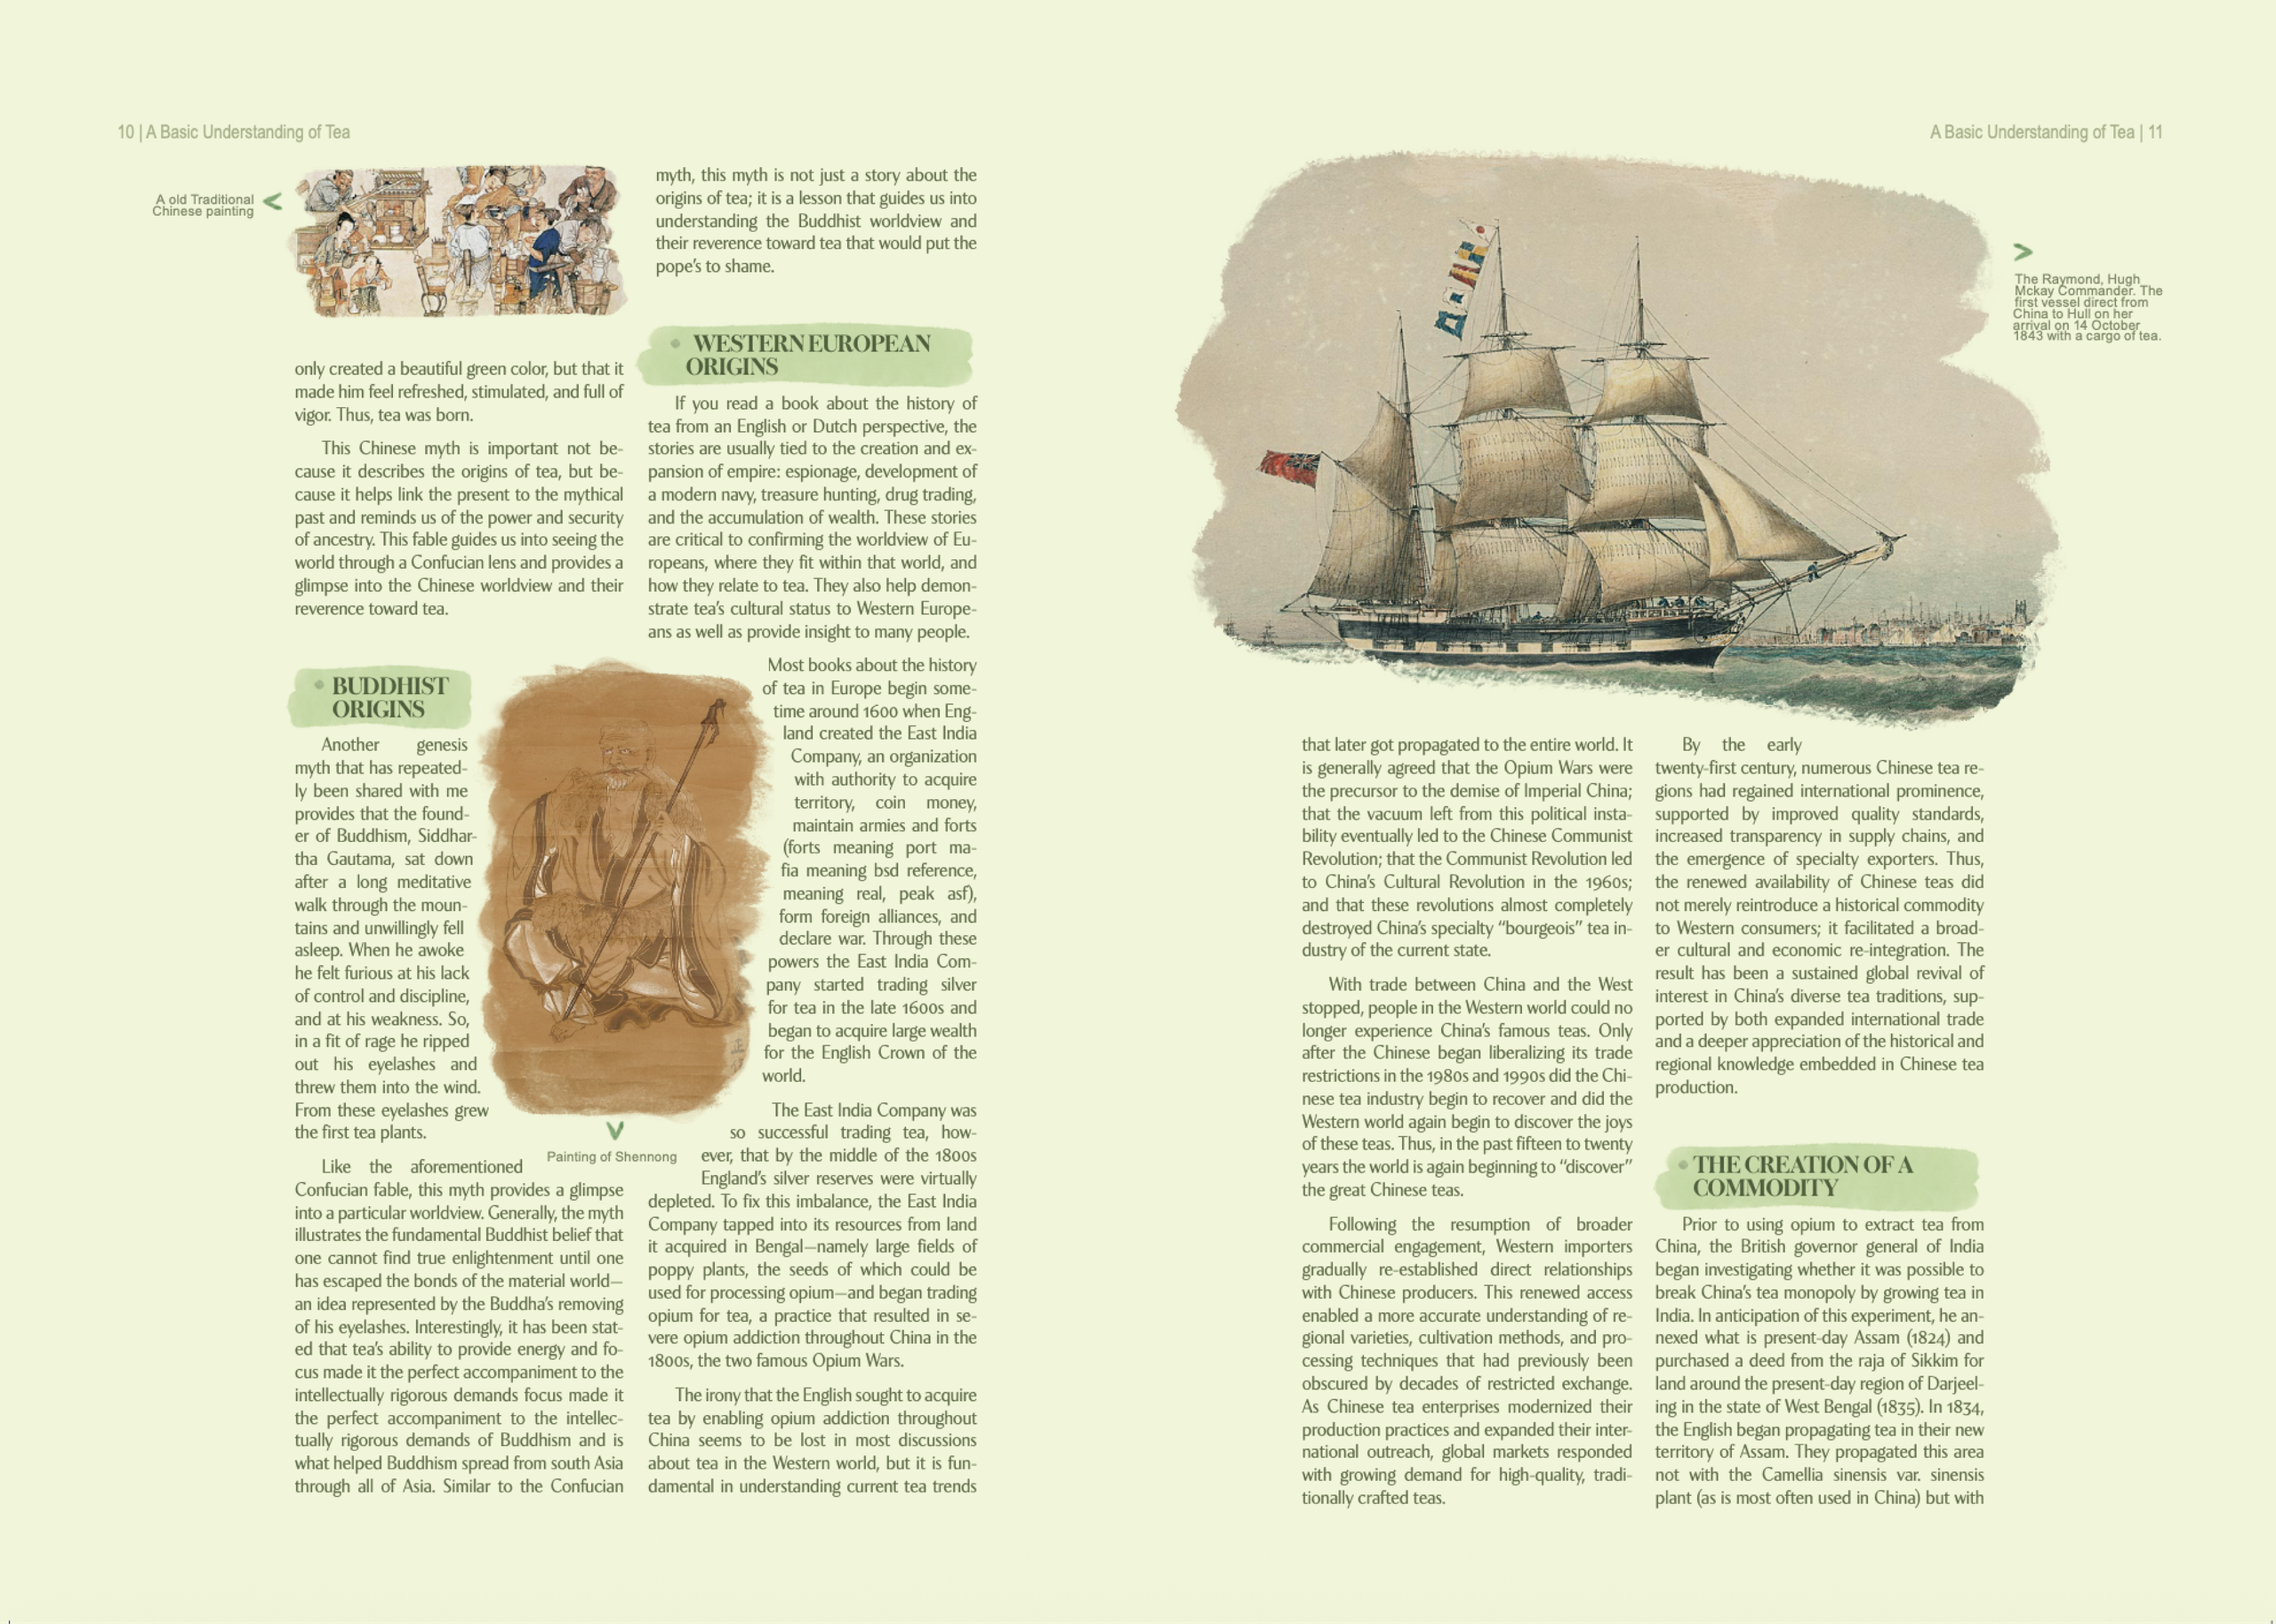 10 | A Basic Understanding of Tea
A old Traditional
Chinese painting
only created a beautiful green color, but that it
made him feel refreshed, stimulated, and full of
vigor. Thus, tea was born.
This Chinese myth is important not be-
cause it describes the origins of tea, but be-
cause it helps link the present to the mythical
past and reminds us of the power and security
of ancestry. This fable guides us into seeing the
world through a Confucian lens and provides a
glimpse into the Chinese worldview and their
reverence toward tea.
• BUDDHIST
ORIGINS
Another genesis
myth that has repeated-
ly been shared with me
provides that the found-
er of Buddhism, Siddhar-
tha Gautama, sat down
after a long meditative
walk through the moun-
tains and unwillingly fell
asleep. When he awoke
he felt furious at his lack
of control and discipline,
and at his weakness. So,
in a fit of rage he ripped
out his eyelashes and
threw them into the wind.
From these eyelashes grew
the first tea plants.
Like the aforementioned
Confucian fable, this myth provides a glimpse
into a particular worldview. Generally, the myth
illustrates the fundamental Buddhist belief that
one cannot find true enlightenment until one
has escaped the bonds of the material world—
an idea represented by the Buddha's removing
of his eyelashes. Interestingly, it has been stat-
ed that tea's ability to provide energy and fo-
cus made it the perfect accompaniment to the
intellectually rigorous demands focus made it
the perfect accompaniment to the intellec-
tually rigorous demands of Buddhism and is
what helped Buddhism spread from south Asia
through all of Asia. Similar to the Confucian
Painting of Shennong
myth, this myth is not just a story about the
origins of tea; it is a lesson that guides us into
understanding the Buddhist worldview and
their reverence toward tea that would put the
pope's to shame.
• WESTERN EUROPEAN
ORIGINS
If you read a book about the history of
tea from an English or Dutch perspective, the
stories are usually tied to the creation and ex-
pansion of empire: espionage, development of
a modern navy, treasure hunting, drug trading,
and the accumulation of wealth. These stories
are critical to confirming the worldview of Eu-
ropeans, where they fit within that world, and
how they relate to tea. They also help demon-
strate tea's cultural status to Western Europe-
ans as well as provide insight to many people.
Most books about the history
of tea in Europe begin some-
time around 1600 when Eng-
land created the East India
Company, an organization
with authority to acquire
territory, coin money,
maintain armies and forts
(forts meaning port ma-
fia meaning bsd reference,
meaning real, peak asf),
form foreign alliances, and
declare war. Through these
powers the East India Com-
pany started trading silver
for tea in the late 1600s and
began to acquire large wealth
for the English Crown of the
world.
The East India Company was
so successful trading tea, how-
ever, that by the middle of the 1800s
England's silver reserves were virtually
depleted. To fix this imbalance, the East India
Company tapped into its resources from land
it acquired in Bengal—namely large fields of
poppy plants, the seeds of which could be
used for processing opium—and began trading
opium for tea, a practice that resulted in se-
vere opium addiction throughout China in the
1800s, the two famous Opium Wars.
The irony that the English sought to acquire
tea by enabling opium addiction throughout
China seems to be lost in most discussions
about tea in the Western world, but it is fun-
damental in understanding current tea trends
A Basic Understanding of Tea | 11
The Raymond, Hugh
Mckay Commander. The
first vessel direct from
China to Hull on her
arrival on 14 October
1843 with a cargo of tea.
that later got propagated to the entire world. It
is generally agreed that the Opium Wars were
the precursor to the demise of Imperial China;
that the vacuum left from this political insta-
bility eventually led to the Chinese Communist
Revolution; that the Communist Revolution led
to China's Cultural Revolution in the 1960s;
and that these revolutions almost completely
destroyed China's specialty "bourgeois" tea in-
dustry of the current state.
With trade between China and the West
stopped, people in the Western world could no
longer experience China's famous teas. Only
after the Chinese began liberalizing its trade
restrictions in the 1980s and 1990s did the Chi-
nese tea industry begin to recover and did the
Western world again begin to discover the joys
of these teas. Thus, in the past fifteen to twenty
years the world is again beginning to "discover"
the great Chinese teas.
Following the resumption of broader
commercial engagement, Western importers
gradually re-established direct relationships
with Chinese producers. This renewed access
enabled a more accurate understanding of re-
gional varieties, cultivation methods, and pro-
cessing techniques that had previously been
obscured by decades of restricted exchange.
As Chinese tea enterprises modernized their
production practices and expanded their inter-
national outreach, global markets responded
with growing demand for high-quality, tradi-
tionally crafted teas.
By the early
twenty-first century, numerous Chinese tea re-
gions had regained international prominence,
supported by improved quality standards,
increased transparency in supply chains, and
the emergence of specialty exporters. Thus,
the renewed availability of Chinese teas did
not merely reintroduce a historical commodity
to Western consumers; it facilitated a broad-
er cultural and economic re-integration. The
result has been a sustained global revival of
interest in China's diverse tea traditions, sup-
ported by both expanded international trade
and a deeper appreciation of the historical and
regional knowledge embedded in Chinese tea
production.
• THE CREATION OF A
COMMODITY
Prior to using opium to extract tea from
China, the British governor general of India
began investigating whether it was possible to
break China's tea monopoly by growing tea in
India. In anticipation of this experiment, he an-
nexed what is present-day Assam (1824) and
purchased a deed from the raja of Sikkim for
land around the present-day region of Darjeel-
ing in the state of West Bengal (1835). In 1834,
the English began propagating tea in their new
territory of Assam. They propagated this area
not with the Camellia sinensis var. sinensis
plant (as is most often used in China) but with